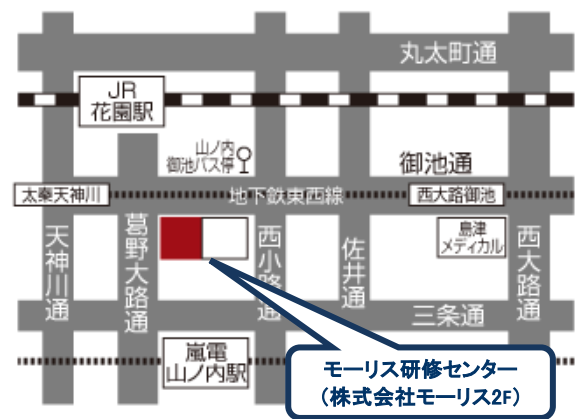 丸太町通
JR
花園駅
山ノ内
御池バス停
御池通
太秦天神川
地下鉄東西線
西大路御池
天神川通
葛野大路通
西小路通
佐井通
島津
メディカル
西大路通
三条通
嵐電
山ノ内駅
モーリス研修センター
(株式会社モーリス2F)